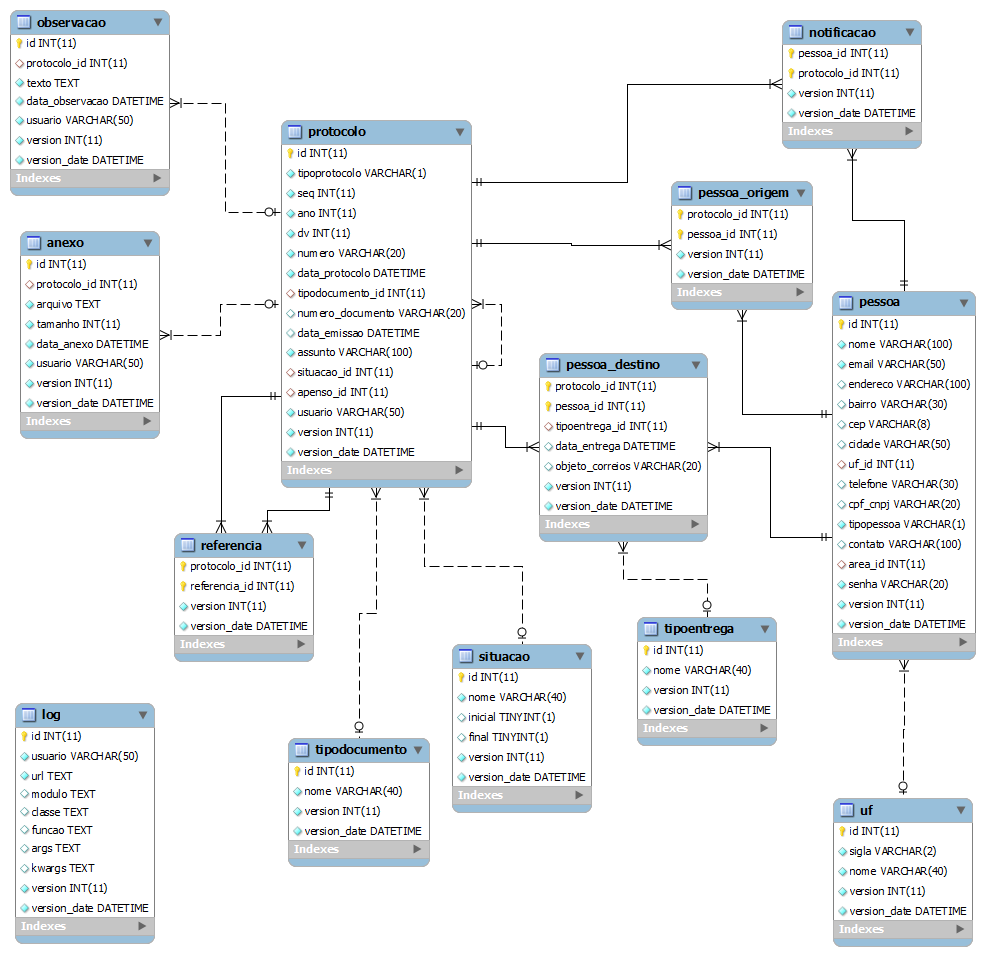 observacao
id INT(11)
protocolo_id INT(11)
texto TEXT
data_observacao DATETIME
usuario VARCHAR(50)
version INT(11)
version_date DATETIME
Indexes
notificacao
pessoa_id INT(11)
protocolo_id INT(11)
version INT(11)
version_date DATETIME
Indexes
protocolo
id INT(11)
tipoprotocolo VARCHAR(1)
seq INT(11)
ano INT(11)
dv INT(11)
numero VARCHAR(20)
data_protocolo DATETIME
tipodocumento_id INT(11)
numero_documento VARCHAR(20)
data_emissao DATETIME
assunto VARCHAR(100)
situacao_id INT(11)
apenso_id INT(11)
usuario VARCHAR(50)
version INT(11)
version_date DATETIME
Indexes
pessoa_origem
protocolo_id INT(11)
pessoa_id INT(11)
version INT(11)
version_date DATETIME
Indexes
anexo
id INT(11)
protocolo_id INT(11)
arquivo TEXT
tamanho INT(11)
data_anexo DATETIME
usuario VARCHAR(50)
version INT(11)
version_date DATETIME
Indexes
pessoa
id INT(11)
nome VARCHAR(100)
email VARCHAR(50)
endereco VARCHAR(100)
bairro VARCHAR(30)
cep VARCHAR(8)
cidade VARCHAR(50)
uf_id INT(11)
telefone VARCHAR(30)
cpf_cnpj VARCHAR(20)
tipopessoa VARCHAR(1)
contato VARCHAR(100)
area_id INT(11)
senha VARCHAR(20)
version INT(11)
version_date DATETIME
Indexes
pessoa_destino
protocolo_id INT(11)
pessoa_id INT(11)
tipoentrega_id INT(11)
data_entrega DATETIME
objeto_correios VARCHAR(20)
version INT(11)
version_date DATETIME
Indexes
referencia
protocolo_id INT(11)
referencia_id INT(11)
version INT(11)
version_date DATETIME
Indexes
tipoentrega
id INT(11)
nome VARCHAR(40)
version INT(11)
version_date DATETIME
Indexes
situacao
id INT(11)
nome VARCHAR(40)
inicial TINYINT(1)
final TINYINT(1)
version INT(11)
version_date DATETIME
Indexes
log
id INT(11)
usuario VARCHAR(50)
url TEXT
modulo TEXT
classe TEXT
funcao TEXT
args TEXT
kwargs TEXT
version INT(11)
version_date DATETIME
Indexes
tipodocumento
id INT(11)
nome VARCHAR(40)
version INT(11)
version_date DATETIME
Indexes
uf
id INT(11)
sigla VARCHAR(2)
nome VARCHAR(40)
version INT(11)
version_date DATETIME
Indexes